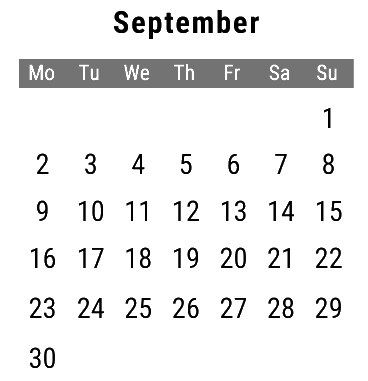 September
Mo Tu We Th Fr Sa Su
1
2 3 4 5 6 7 8
9 10 11 12 13 14 15
16 17 18 19 20 21 22
23 24 25 26 27 28 29
30